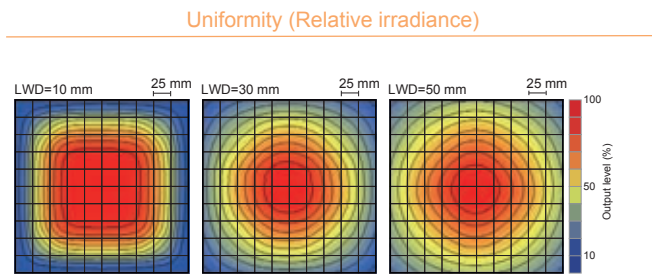 Uniformity (Relative irradiance)
LWD=10 mm
25 mm
LWD=30 mm
25 mm
LWD=50 mm
25 mm
100
50
10
Output level (%)